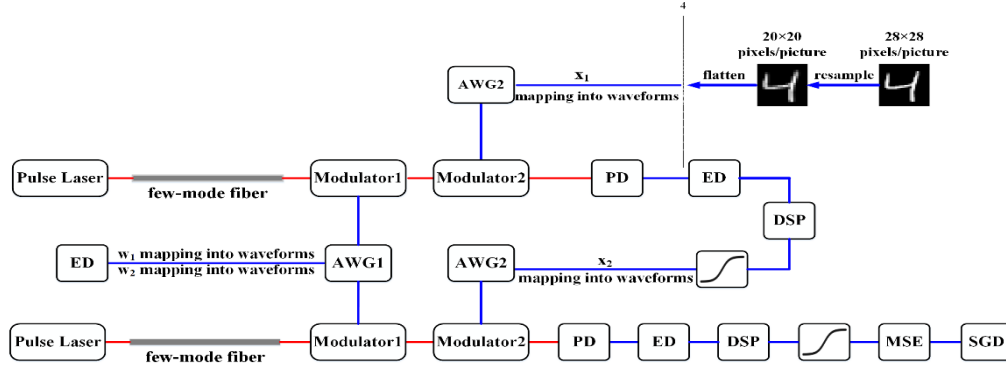 4
20×20
pixels/picture
28×28
pixels/picture
flatten
resample
AWG2
x₁
mapping into waveforms
Pulse Laser
few-mode fiber
Modulator1
Modulator2
PD
ED
DSP
ED
w₁ mapping into waveforms
w₂ mapping into waveforms
AWG1
AWG2
x₂
mapping into waveforms
Pulse Laser
few-mode fiber
Modulator1
Modulator2
PD
ED
DSP
MSE
SGD